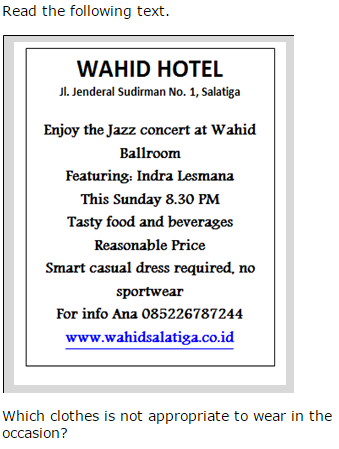 Read the following text.
WAHID HOTEL
Jl. Jenderal Sudirman No. 1, Salatiga
Enjoy the Jazz concert at Wahid
Ballroom
Featuring: Indra Lesmana
This Sunday 8.30 PM
Tasty food and beverages
Reasonable Price
Smart casual dress required, no
sportwear
For info Ana 085226787244
www.wahidsalatiga.co.id
Which clothes is not appropriate to wear in the
occasion?